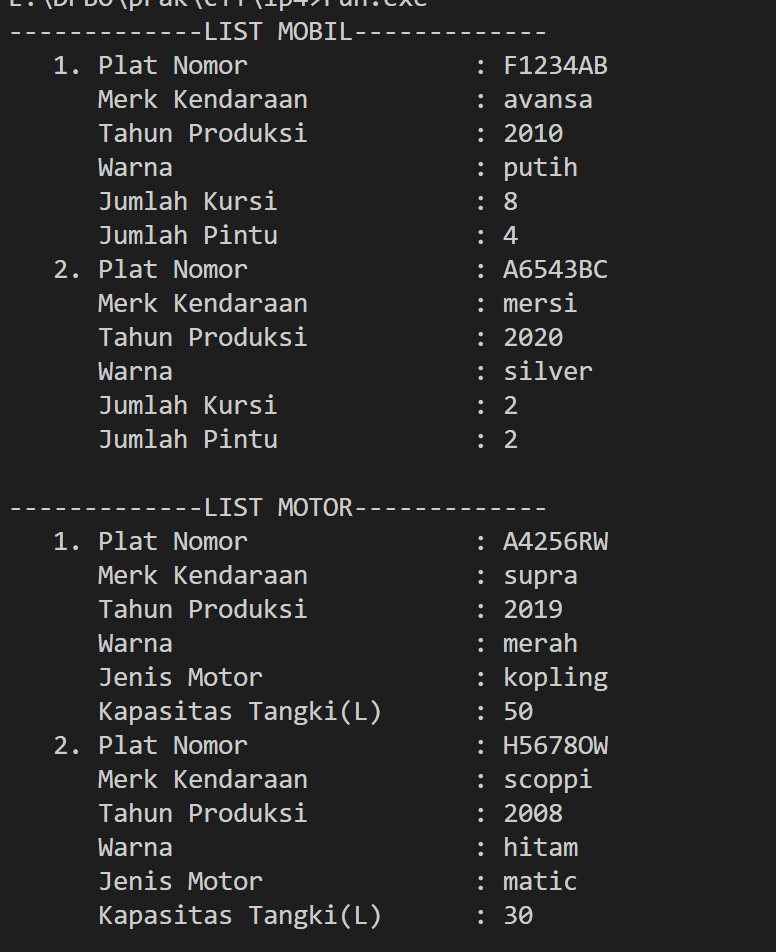 -------------LIST MOBIL-------------
1. Plat Nomor : F1234AB
Merk Kendaraan : avansa
Tahun Produksi : 2010
Warna : putih
Jumlah Kursi : 8
Jumlah Pintu : 4
2. Plat Nomor : A6543BC
Merk Kendaraan : mersi
Tahun Produksi : 2020
Warna : silver
Jumlah Kursi : 2
Jumlah Pintu : 2
-------------LIST MOTOR-------------
1. Plat Nomor : A4256RW
Merk Kendaraan : supra
Tahun Produksi : 2019
Warna : merah
Jenis Motor : kopling
Kapasitas Tangki(L) : 50
2. Plat Nomor : H5678OW
Merk Kendaraan : scoppi
Tahun Produksi : 2008
Warna : hitam
Jenis Motor : matic
Kapasitas Tangki(L) : 30